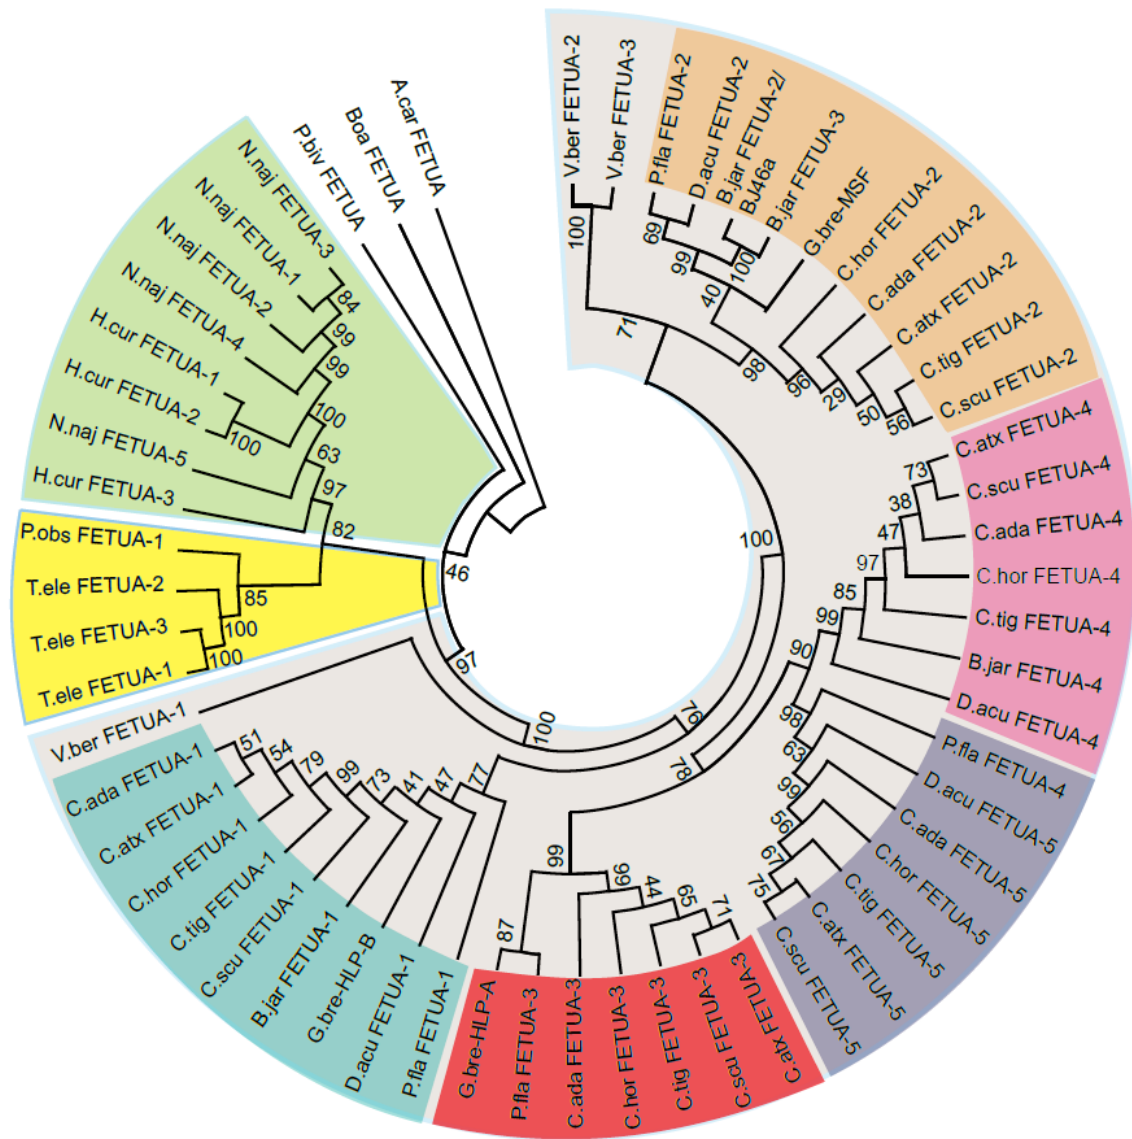 A.car FETUA
Boa FETUA
P.biv FETUA
V.ber FETUA-2
V.ber FETUA-3
P.fla FETUA-2
D.acu FETUA-2
B.jar FETUA-2/
BJ46a
B.jar FETUA-3
G.bre-MSF
C.hor FETUA-2
C.ada FETUA-2
C.atx FETUA-2
C.tig FETUA-2
C.scu FETUA-2
C.atx FETUA-4
C.scu FETUA-4
C.ada FETUA-4
C.hor FETUA-4
C.tig FETUA-4
B.jar FETUA-4
D.acu FETUA-4
P.fla FETUA-4
D.acu FETUA-5
C.ada FETUA-5
C.hor FETUA-5
C.tig FETUA-5
C.atx FETUA-5
C.scu FETUA-5
C.atx FETUA-3
C.scu FETUA-3
C.tig FETUA-3
C.hor FETUA-3
C.ada FETUA-3
P.fla FETUA-3
G.bre-HLP-A
P.fla FETUA-1
D.acu FETUA-1
G.bre-HLP-B
B.jar FETUA-1
C.scu FETUA-1
C.tig FETUA-1
C.hor FETUA-1
C.atx FETUA-1
C.ada FETUA-1
V.ber FETUA-1
T.ele FETUA-1
T.ele FETUA-3
T.ele FETUA-2
P.obs FETUA-1
H.cur FETUA-3
N.naj FETUA-5
H.cur FETUA-2
H.cur FETUA-1
N.naj FETUA-4
N.naj FETUA-2
N.naj FETUA-1
N.naj FETUA-3
100
69
99
100
40
71
98
96
29
50
56
73
38
47
97
85
99
90
98
63
99
56
67
75
100
76
78
99
87
66
44
65
71
77
47
41
73
99
79
54
51
100
97
46
82
85
100
100
97
63
100
100
99
99
84